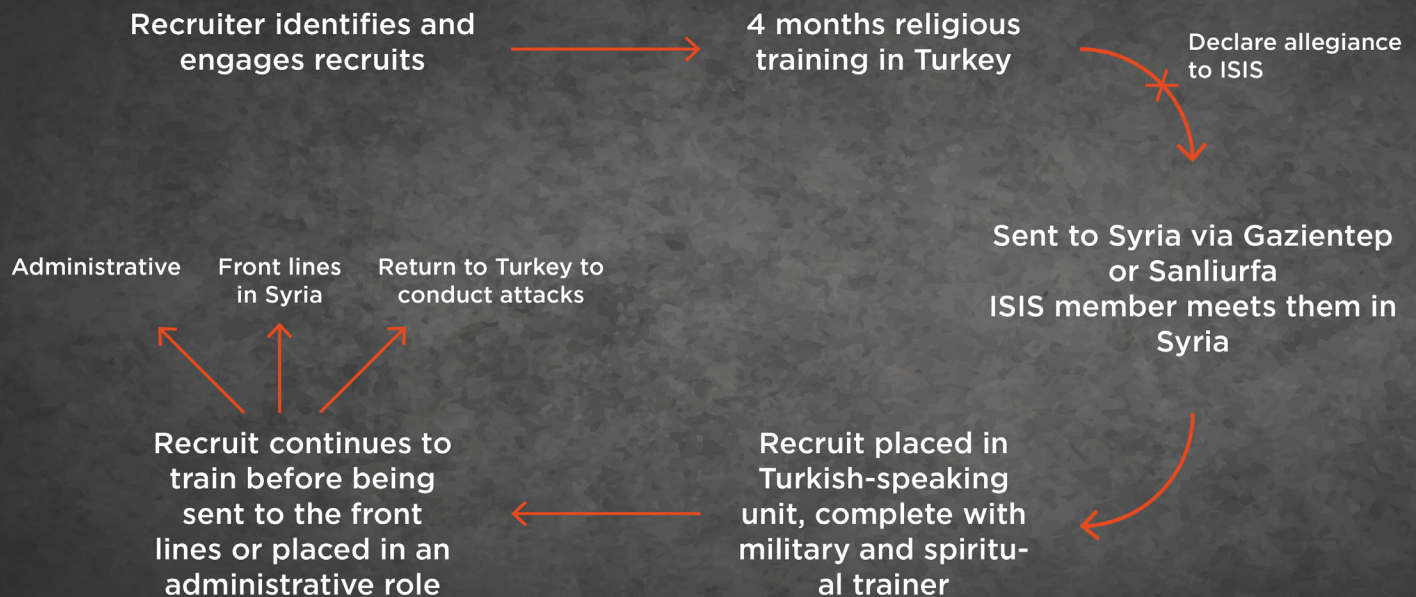 Recruiter identifies and
engages recruits
4 months religious
training in Turkey
Declare allegiance
to ISIS
Sent to Syria via Gazientep
or Sanliurfa
ISIS member meets them in
Syria
Recruit placed in
Turkish-speaking
unit, complete with
military and spiritu-
al trainer
Recruit continues to
train before being
sent to the front
lines or placed in an
administrative role
Administrative
Front lines
in Syria
Return to Turkey to
conduct attacks